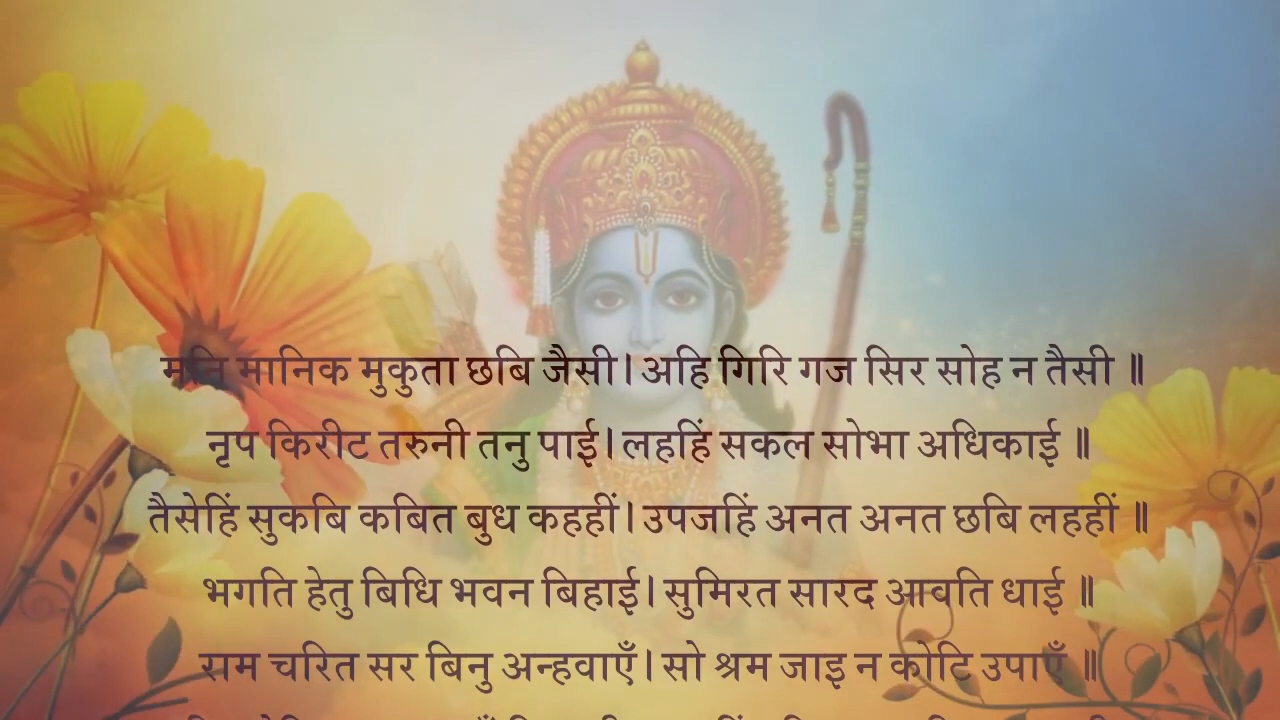 मनि मानिक मुकुता छबि जैसी। अहि गिरि गज सिर सोह न तैसी ॥
नृप किरीट तरुनी तनु पाई। लहहिं सकल सोभा अधिकाई ॥
तैसेहिं सुकबि कबित बुध कहहीं। उपजहिं अनत अनत छबि लहहीं ॥
भगति हेतु बिधि भवन बिहाई। सुमिरत सारद आवति धाई ॥
राम चरित सर बिनु अन्हवाएँ। सो श्रम जाइ न कोटि उपाएँ ॥